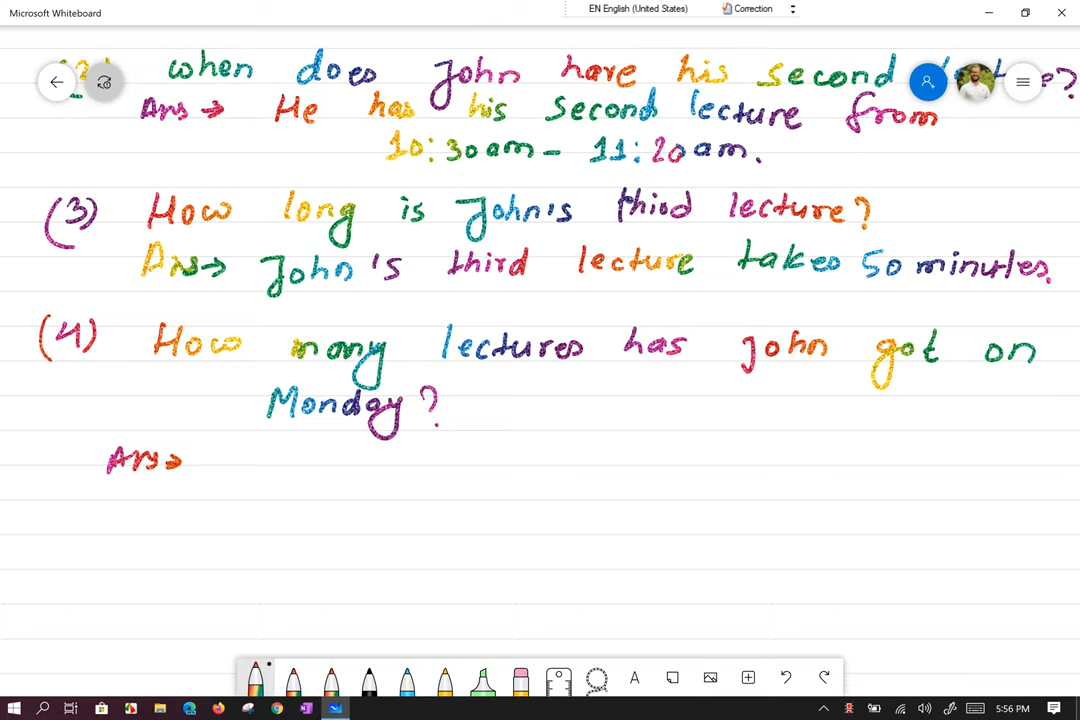 Microsoft Whiteboard
EN English (United States)
Correction
when does John have his second
Ans → He has his second lecture from
10:30am - 11:20am.
(3) How long is John's third lecture?
Ans → John's third lecture takes 50 minutes.
(4) How many lectures has john got on
Monday?
Ans →
5:56 PM